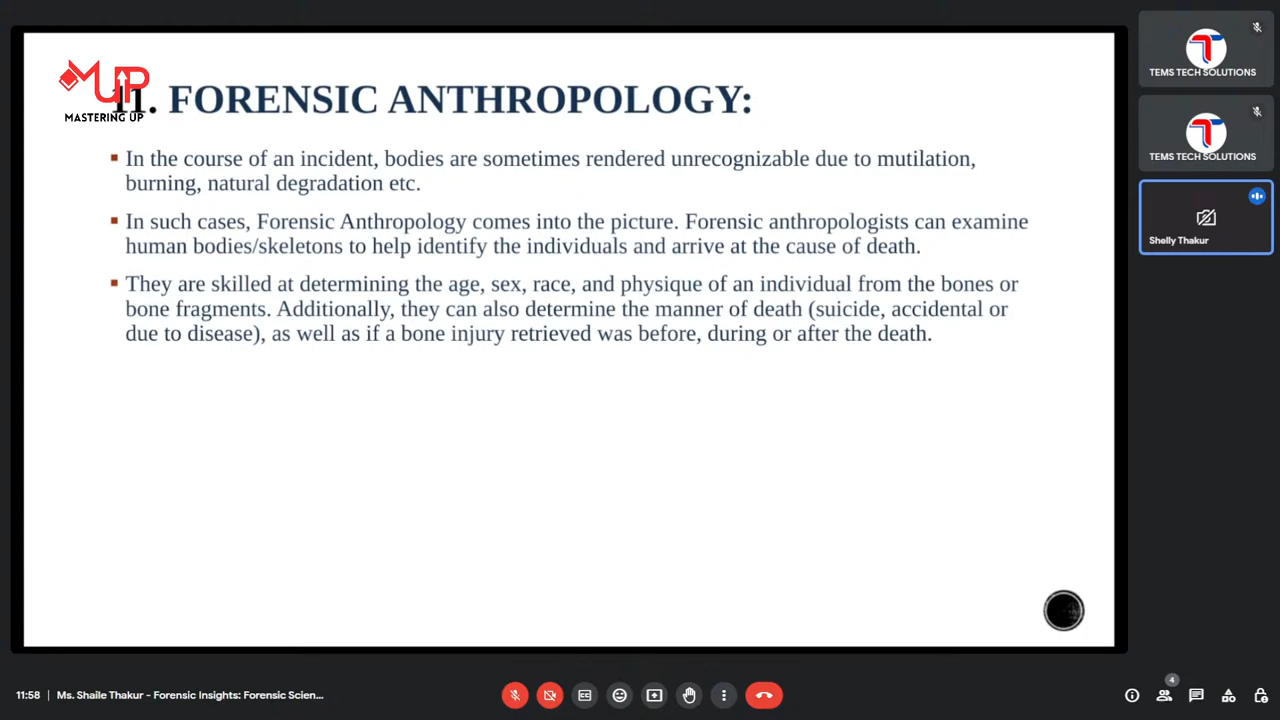 MUP
MASTERING UP
11. FORENSIC ANTHROPOLOGY:
In the course of an incident, bodies are sometimes rendered unrecognizable due to mutilation,
burning, natural degradation etc.
In such cases, Forensic Anthropology comes into the picture. Forensic anthropologists can examine
human bodies/skeletons to help identify the individuals and arrive at the cause of death.
They are skilled at determining the age, sex, race, and physique of an individual from the bones or
bone fragments. Additionally, they can also determine the manner of death (suicide, accidental or
due to disease), as well as if a bone injury retrieved was before, during or after the death.
TEMS TECH SOLUTIONS
TEMS TECH SOLUTIONS
Shelly Thakur
11:58 | Ms. Shaile Thakur - Forensic Insights: Forensic Scien...
4